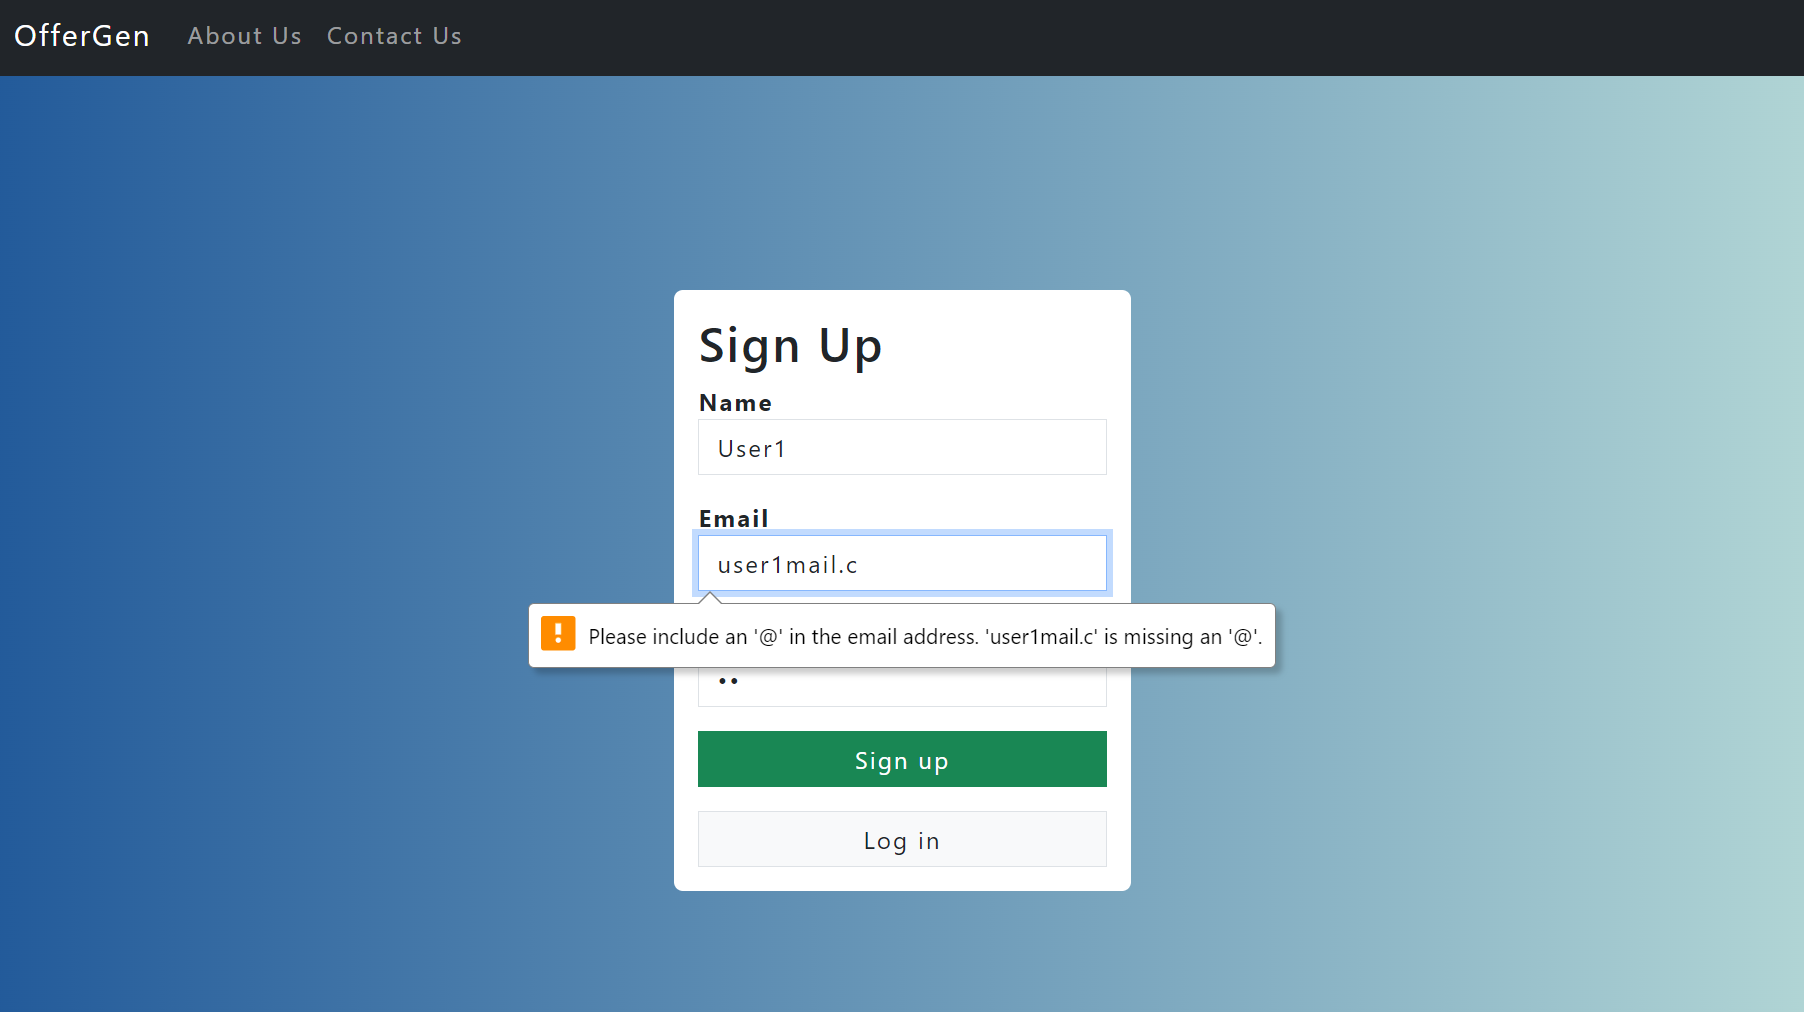 OfferGen About Us Contact Us
Sign Up
Name
User1
Email
user1mail.c
Please include an '@' in the email address. 'user1mail.c' is missing an '@'.
••
Sign up
Log in